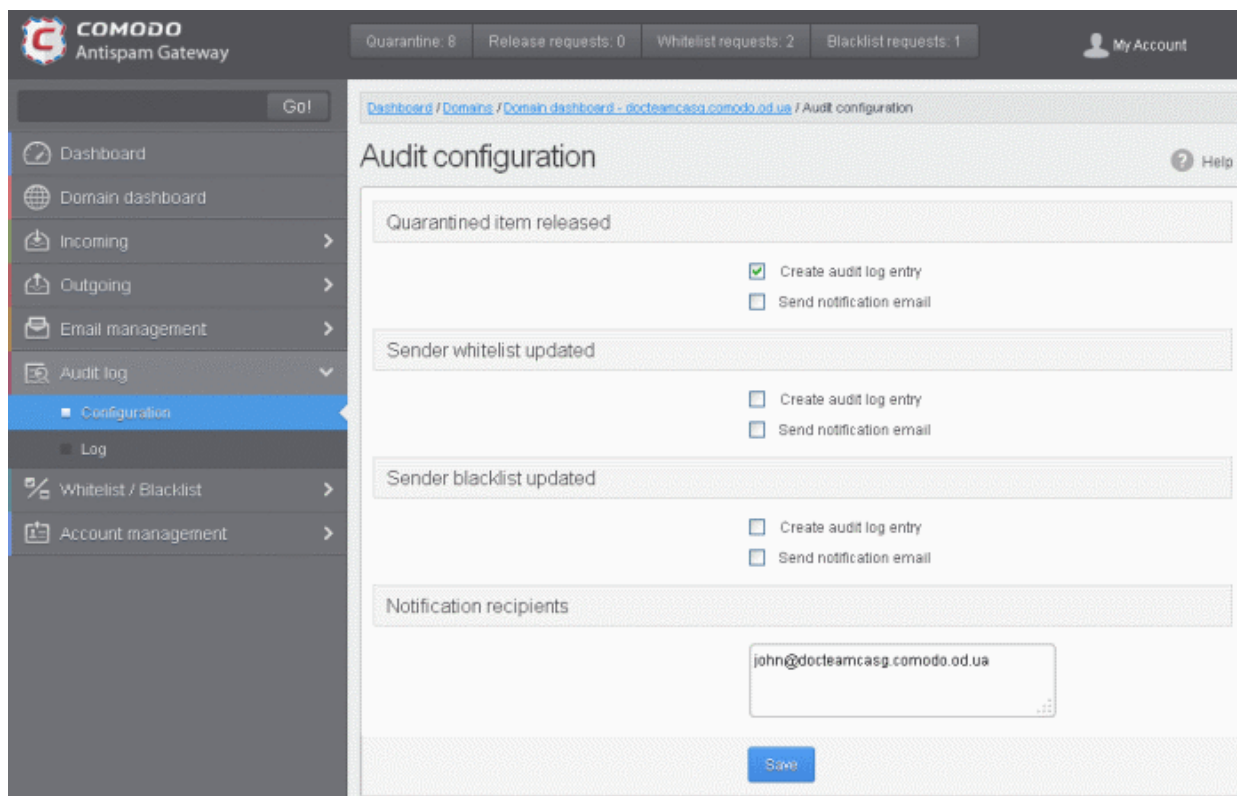 COMODO
Antispam Gateway
Quarantine: 8
Release requests: 0
Whitelist requests: 2
Blacklist requests: 1
My Account
Go!
Dashboard
Domain dashboard
Incoming
Outgoing
Email management
Audit log
Configuration
Log
Whitelist / Blacklist
Account management
Dashboard / Domains / Domain dashboard - docteamcasg.comodo.od.ua / Audit configuration
Audit configuration
Help
Quarantined item released
Create audit log entry
Send notification email
Sender whitelist updated
Create audit log entry
Send notification email
Sender blacklist updated
Create audit log entry
Send notification email
Notification recipients
john@docteamcasg.comodo.od.ua
Save